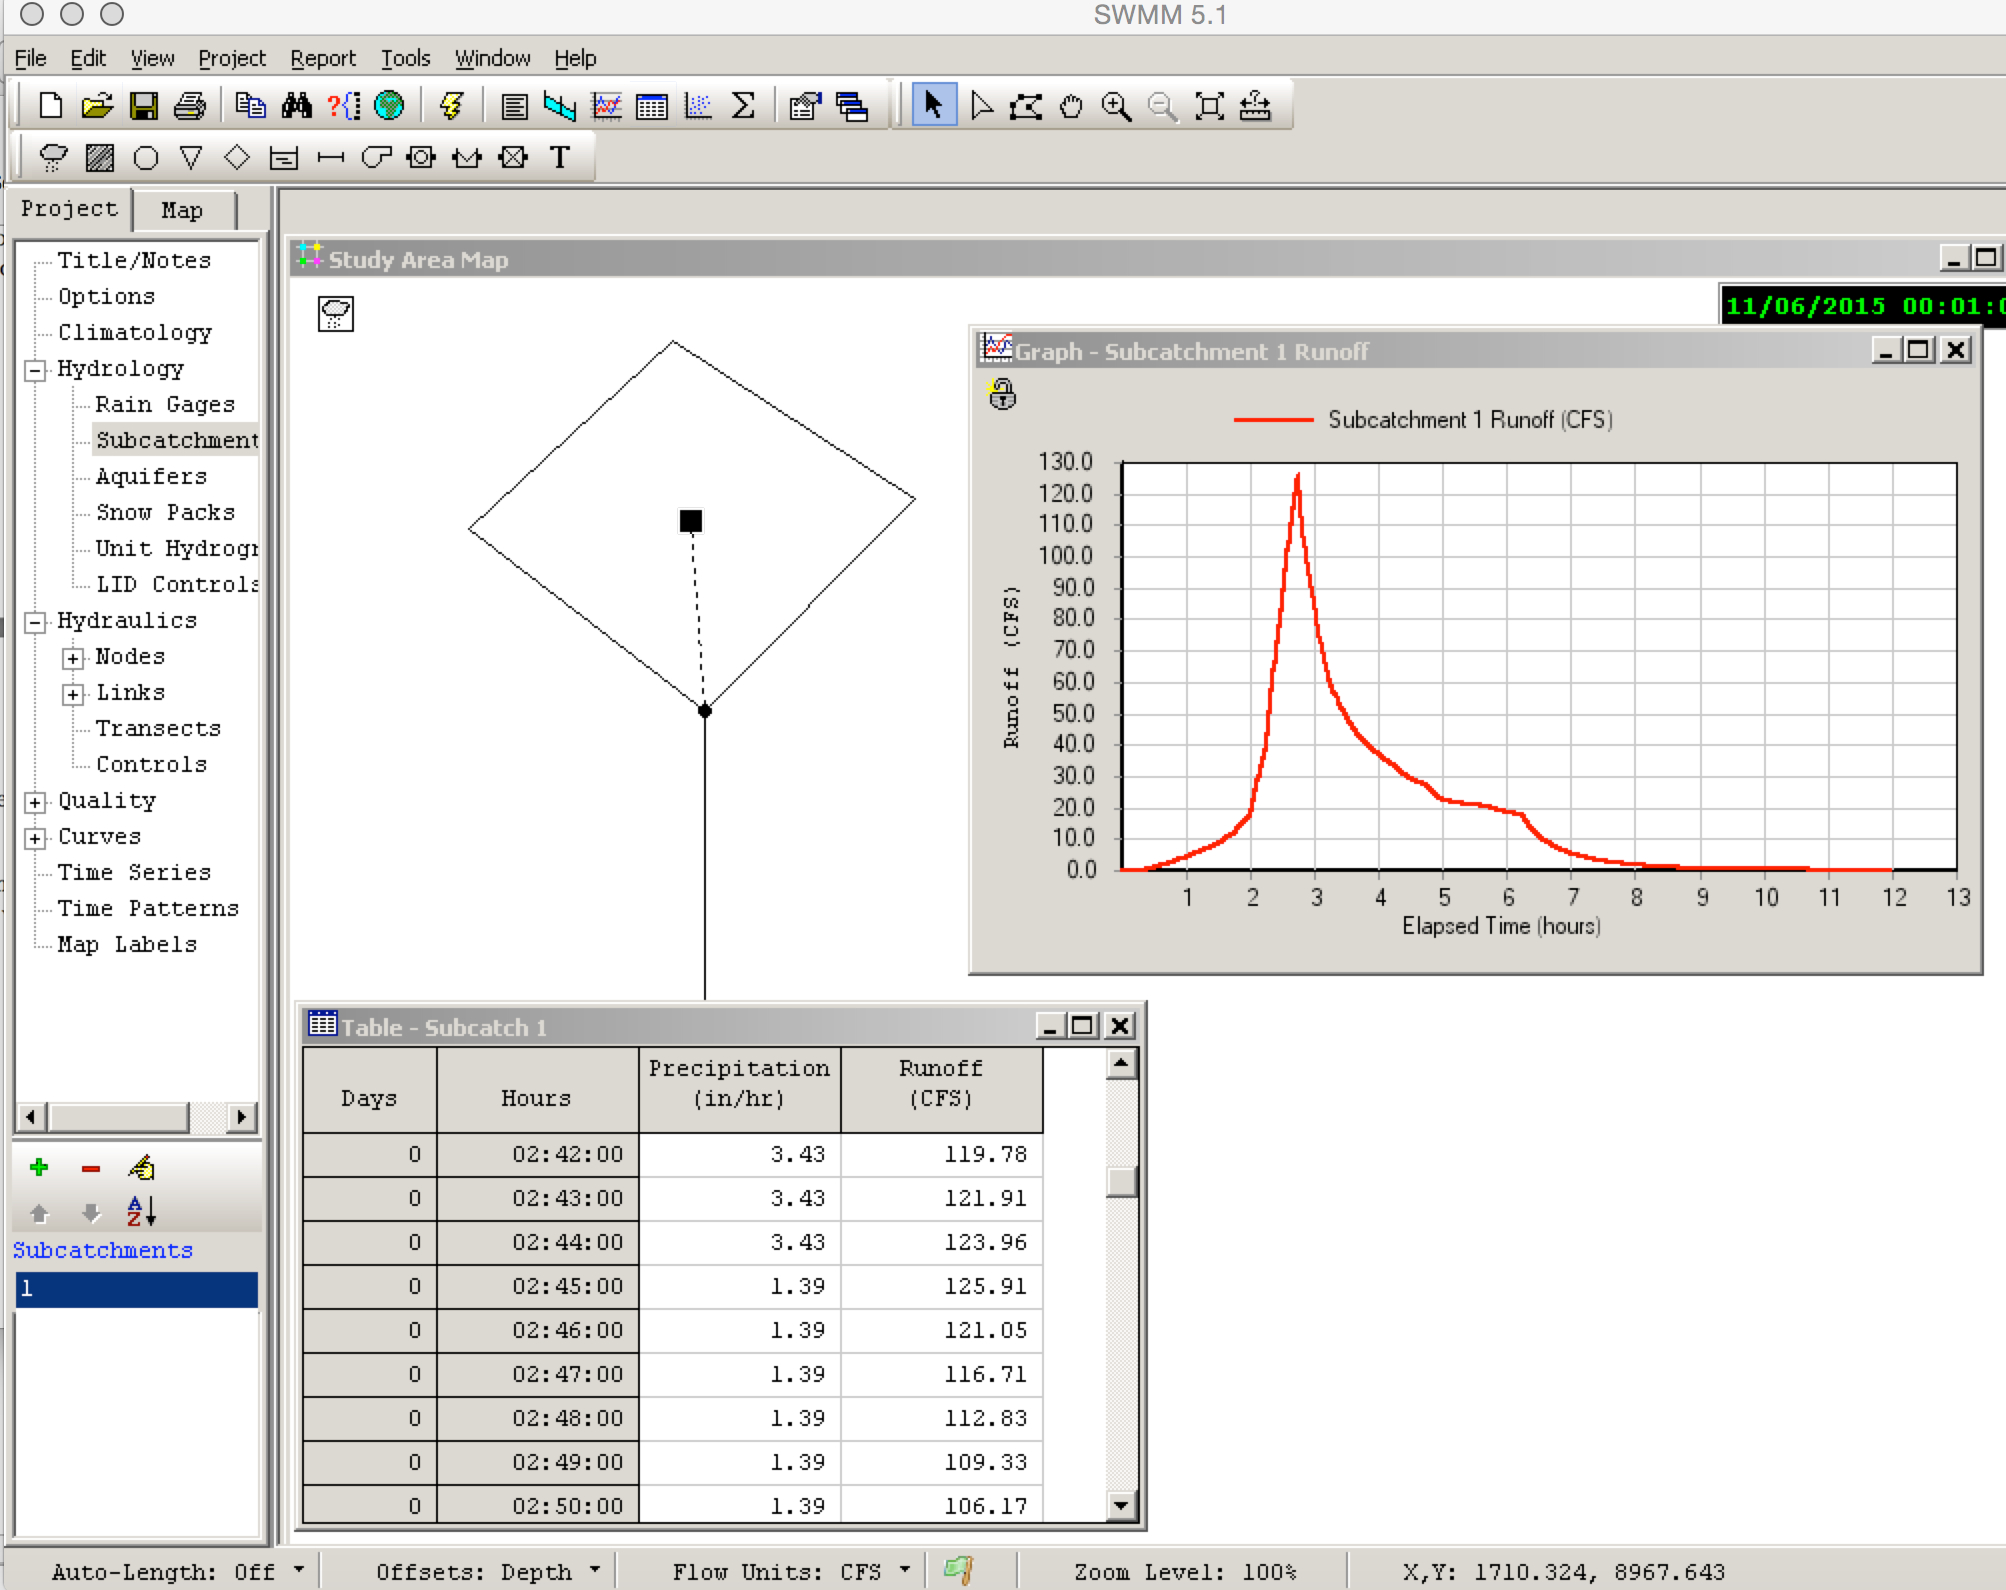 SWMM 5.1
File Edit View Project Report Tools Window Help
T
Project Map
Title/Notes
Options
Climatology
Hydrology
Rain Gages
Subcatchment
Aquifers
Snow Packs
Unit Hydrogr
LID Controls
Hydraulics
Nodes
Links
Transects
Controls
Quality
Curves
Time Series
Time Patterns
Map Labels
Subcatchments
1
Study Area Map
11/06/2015 00:01:0
Graph - Subcatchment 1 Runoff
Subcatchment 1 Runoff (CFS)
Runoff (CFS)
130.0
120.0
110.0
100.0
90.0
80.0
70.0
60.0
50.0
40.0
30.0
20.0
10.0
0.0
1 2 3 4 5 6 7 8 9 10 11 12 13
Elapsed Time (hours)
Table - Subcatch 1
Days Hours Precipitation (in/hr) Runoff (CFS)
0 02:42:00 3.43 119.78
0 02:43:00 3.43 121.91
0 02:44:00 3.43 123.96
0 02:45:00 1.39 125.91
0 02:46:00 1.39 121.05
0 02:47:00 1.39 116.71
0 02:48:00 1.39 112.83
0 02:49:00 1.39 109.33
0 02:50:00 1.39 106.17
Auto-Length: Off Offsets: Depth Flow Units: CFS Zoom Level: 100% X,Y: 1710.324, 8967.643